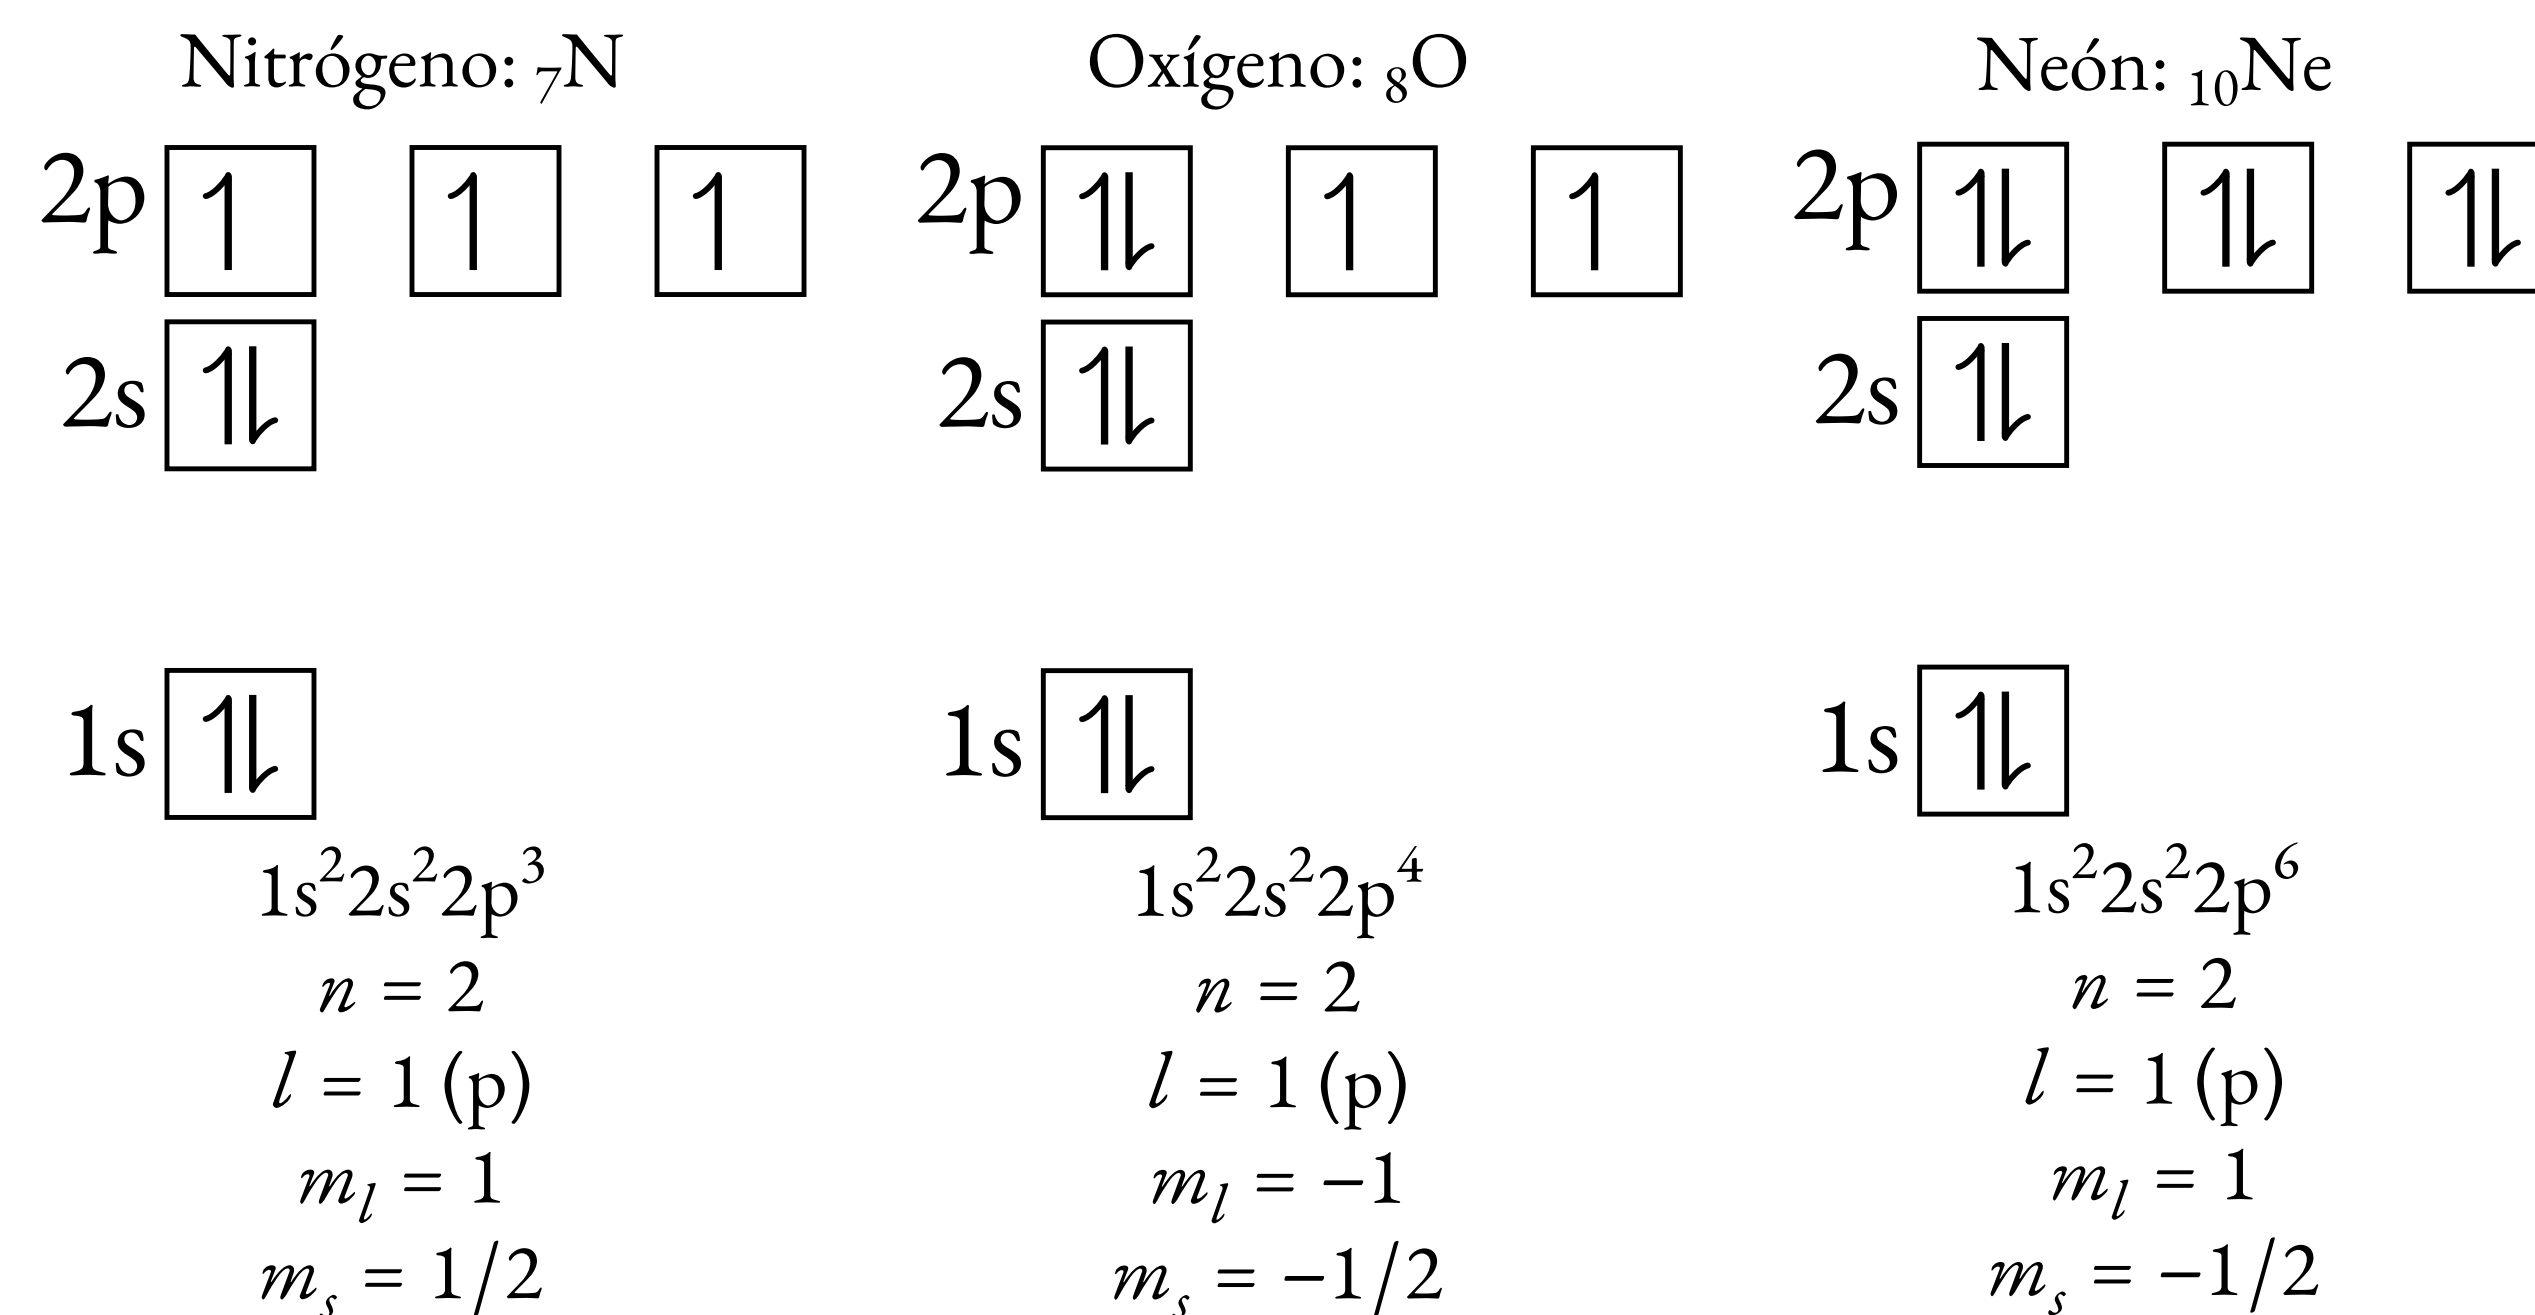 Nitrógeno: ₇N
2p ↿ ↿ ↿
2s ↿⇂
1s ↿⇂
1s²2s²2p³
n = 2
l = 1 (p)
mₗ = 1
mₛ = 1/2
Oxígeno: ₈O
2p ↿⇂ ↿ ↿
2s ↿⇂
1s ↿⇂
1s²2s²2p⁴
n = 2
l = 1 (p)
mₗ = −1
mₛ = −1/2
Neón: ₁₀Ne
2p ↿⇂ ↿⇂ ↿⇂
2s ↿⇂
1s ↿⇂
1s²2s²2p⁶
n = 2
l = 1 (p)
mₗ = 1
mₛ = −1/2